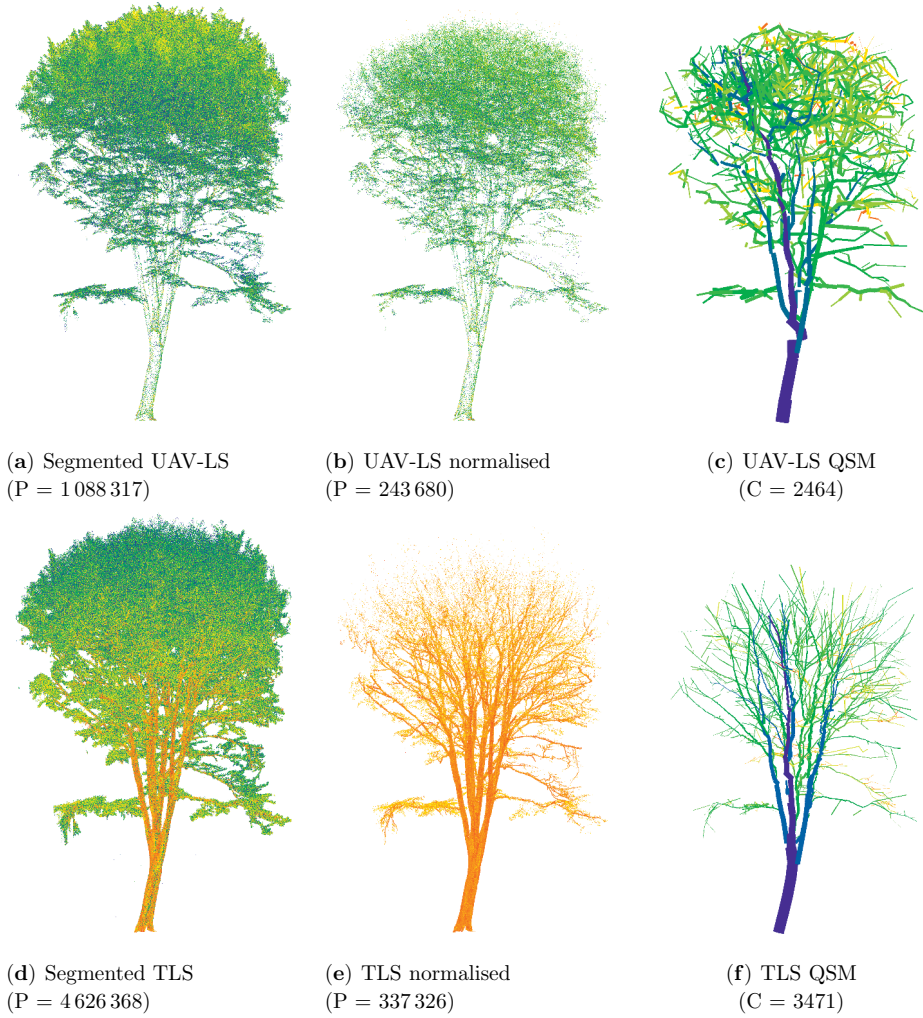 (a) Segmented UAV-LS
(P = 1 088 317)
(b) UAV-LS normalised
(P = 243 680)
(c) UAV-LS QSM
(C = 2464)
(d) Segmented TLS
(P = 4 626 368)
(e) TLS normalised
(P = 337 326)
(f) TLS QSM
(C = 3471)